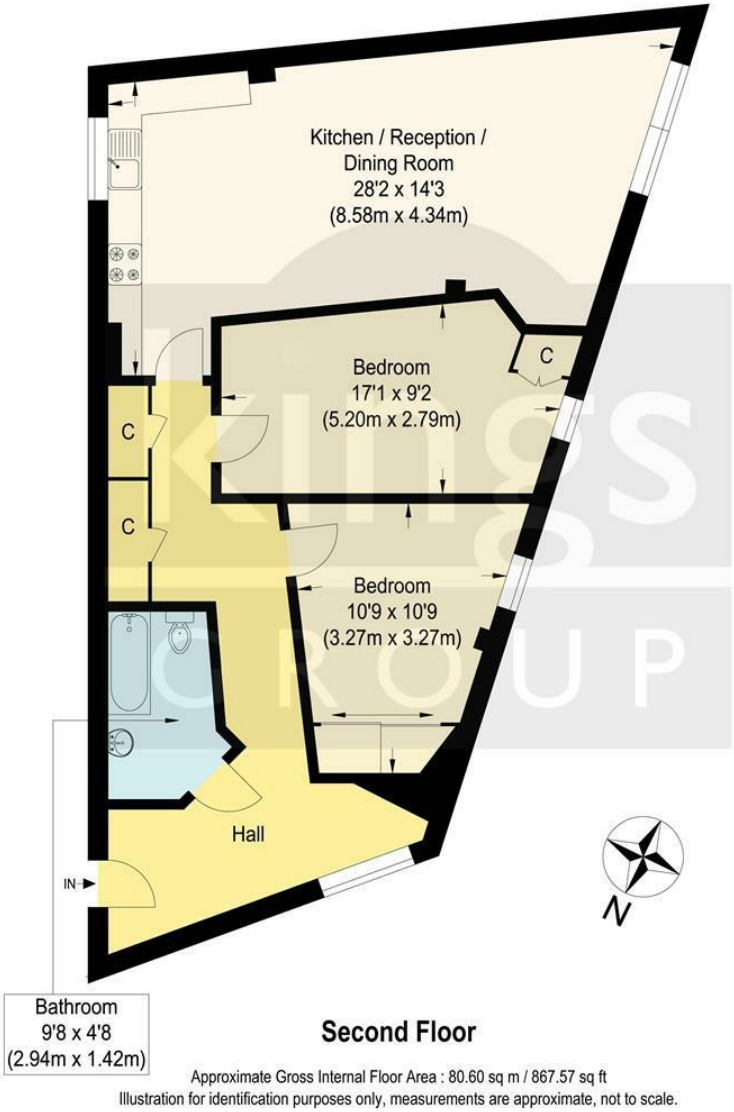 Kitchen / Reception /
Dining Room
28'2 x 14'3
(8.58m x 4.34m)
Bedroom
17'1 x 9'2
(5.20m x 2.79m)
C
C
C
Bedroom
10'9 x 10'9
(3.27m x 3.27m)
kings
GROUP
Hall
IN
N
Bathroom
9'8 x 4'8
(2.94m x 1.42m)
Second Floor
Approximate Gross Internal Floor Area : 80.60 sq m / 867.57 sq ft
Illustration for identification purposes only, measurements are approximate, not to scale.